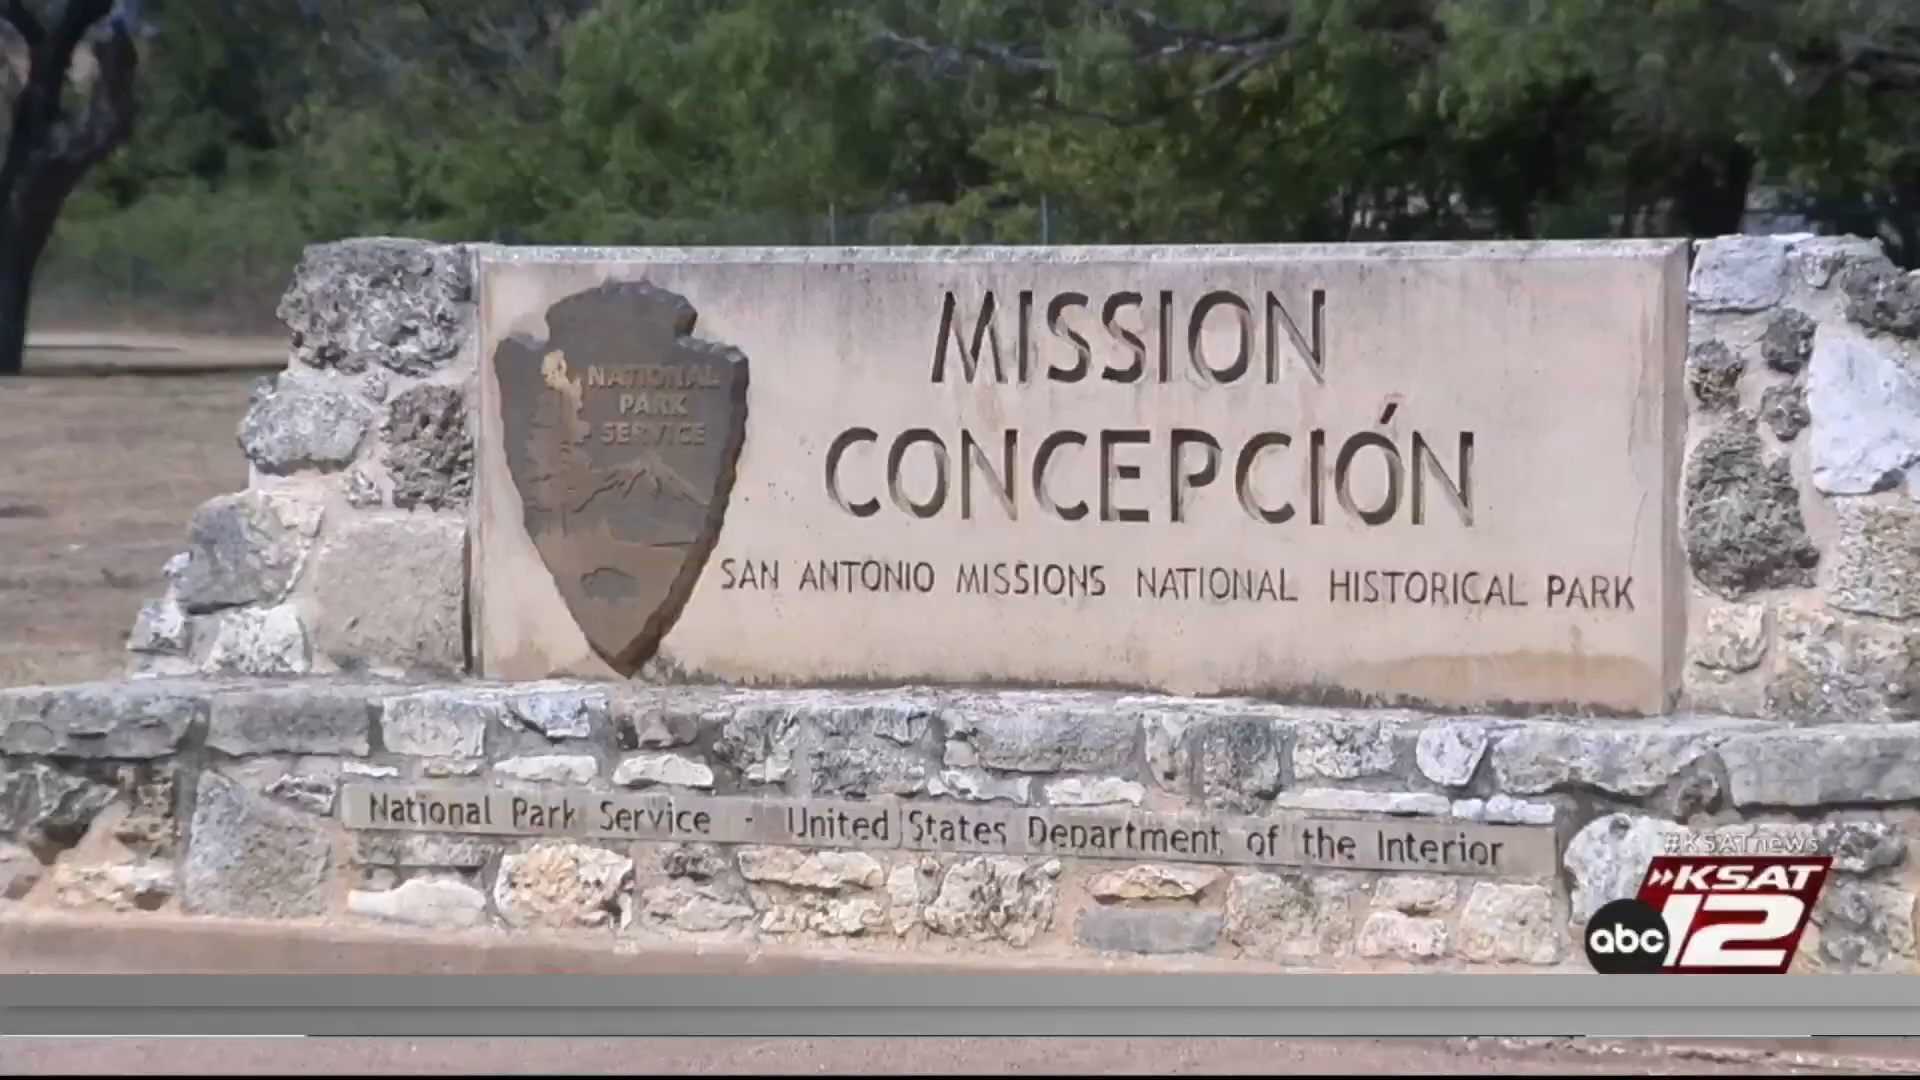 NATIONAL
PARK
SERVICE
MISSION
CONCEPCIÓN
SAN ANTONIO MISSIONS NATIONAL HISTORICAL PARK
National Park Service - United States Department of the Interior
#KSATnews
KSAT
abc 12